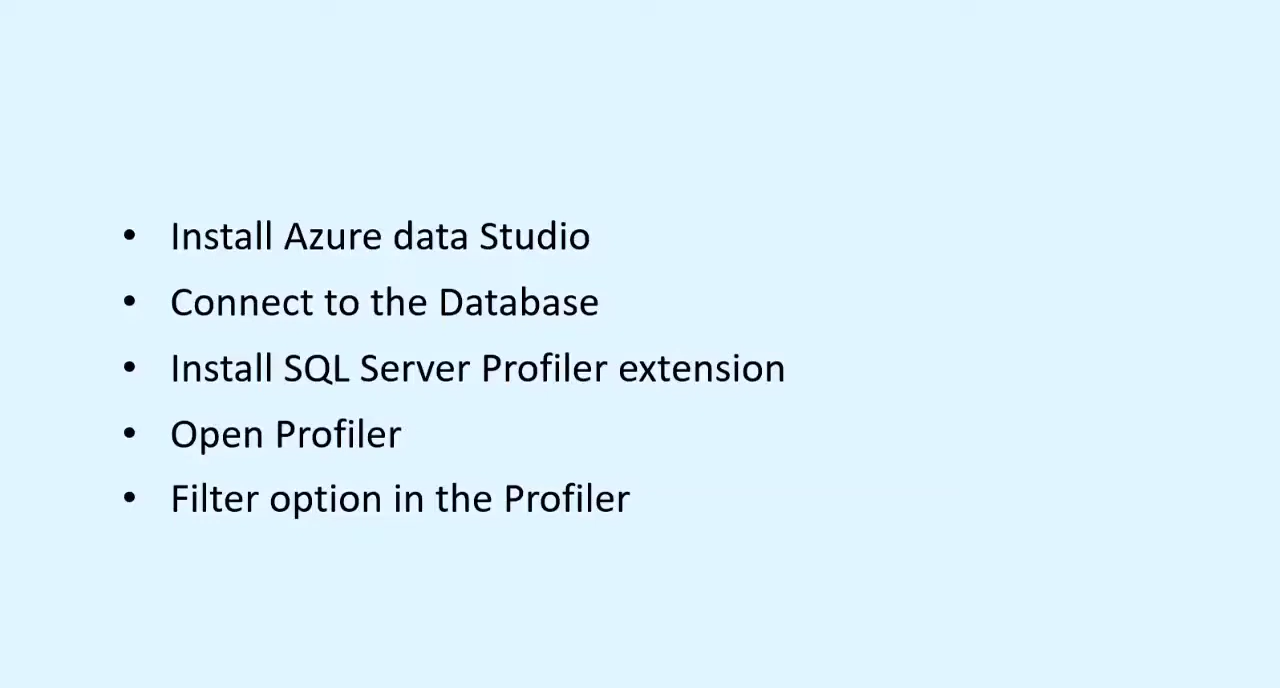 • Install Azure data Studio
• Connect to the Database
• Install SQL Server Profiler extension
• Open Profiler
• Filter option in the Profiler